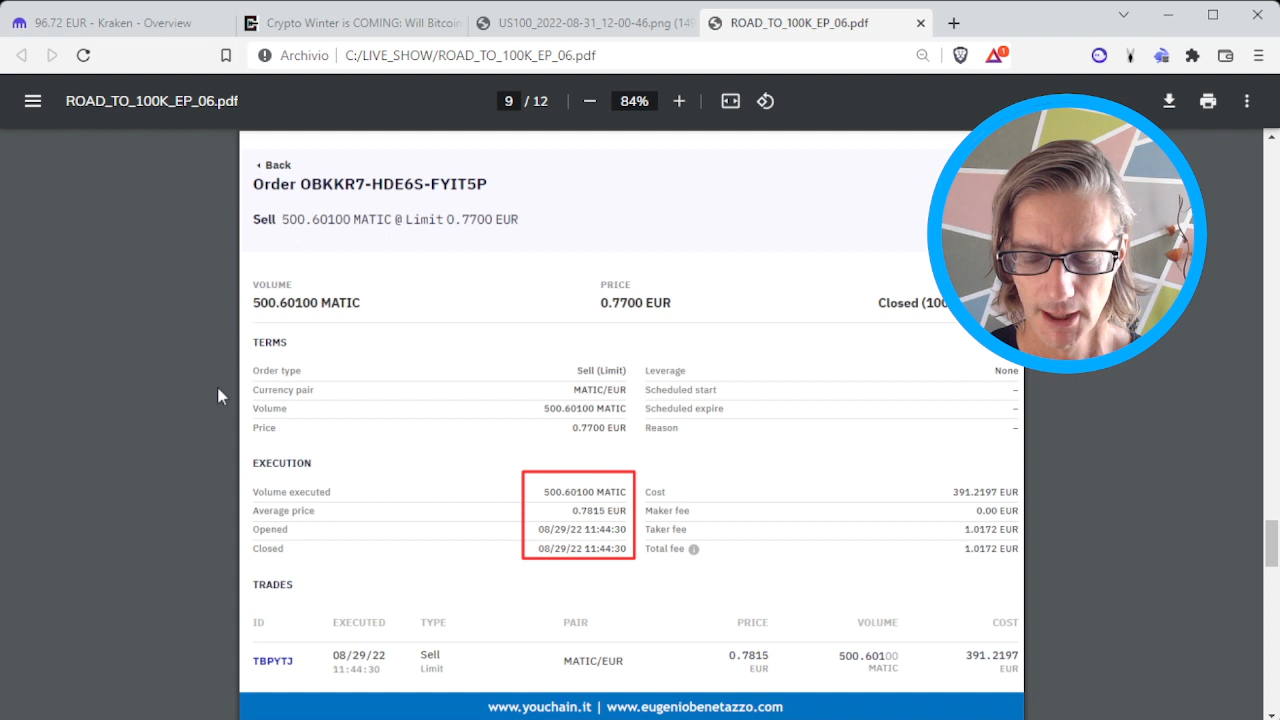 96.72 EUR - Kraken - Overview
Crypto Winter is COMING: Will Bitcoin
US100_2022-08-31_12-00-46.png (14
ROAD_TO_100K_EP_06.pdf
Archivio C:/LIVE_SHOW/ROAD_TO_100K_EP_06.pdf
1
ROAD_TO_100K_EP_06.pdf 9 / 12 84%
Back
Order OBKKR7-HDE6S-FYIT5P
Sell 500.60100 MATIC @ Limit 0.7700 EUR
VOLUME PRICE
500.60100 MATIC 0.7700 EUR Closed (100
TERMS
Order type Sell (Limit) Leverage None
Currency pair MATIC/EUR Scheduled start –
Volume 500.60100 MATIC Scheduled expire –
Price 0.7700 EUR Reason –
EXECUTION
Volume executed 500.60100 MATIC Cost 391.2197 EUR
Average price 0.7815 EUR Maker fee 0.00 EUR
Opened 08/29/22 11:44:30 Taker fee 1.0172 EUR
Closed 08/29/22 11:44:30 Total fee 1.0172 EUR
TRADES
ID EXECUTED TYPE PAIR PRICE VOLUME COST
TBPYTJ 08/29/22 Sell MATIC/EUR 0.7815 500.60100 391.2197
11:44:30 Limit EUR MATIC EUR
www.youchain.it | www.eugeniobenetazzo.com